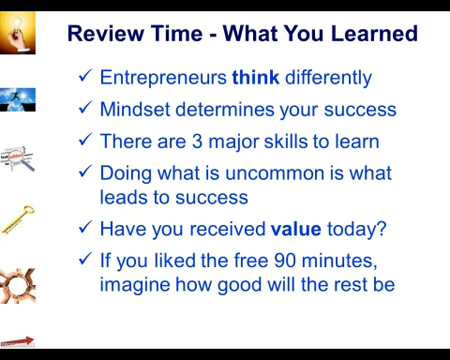 Review Time - What You Learned
✓ Entrepreneurs think differently
✓ Mindset determines your success
✓ There are 3 major skills to learn
✓ Doing what is uncommon is what
leads to success
✓ Have you received value today?
✓ If you liked the free 90 minutes,
imagine how good will the rest be